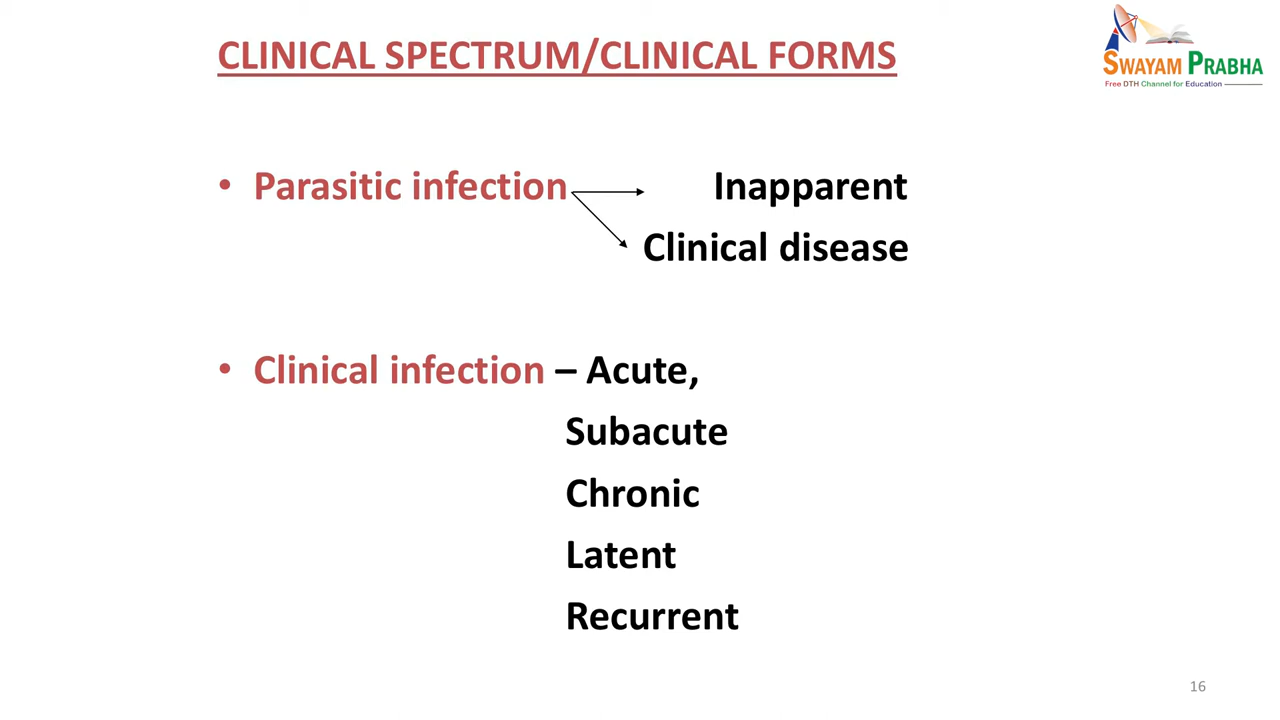 CLINICAL SPECTRUM/CLINICAL FORMS
SWAYAM PRABHA
Free DTH Channel for Education
• Parasitic infection Inapparent
Clinical disease
• Clinical infection – Acute,
Subacute
Chronic
Latent
Recurrent
16